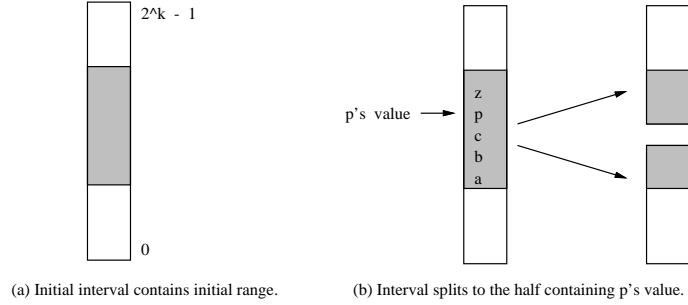 2^k - 1
0
(a) Initial interval contains initial range.
p's value
z
p
c
b
a
(b) Interval splits to the half containing p's value.